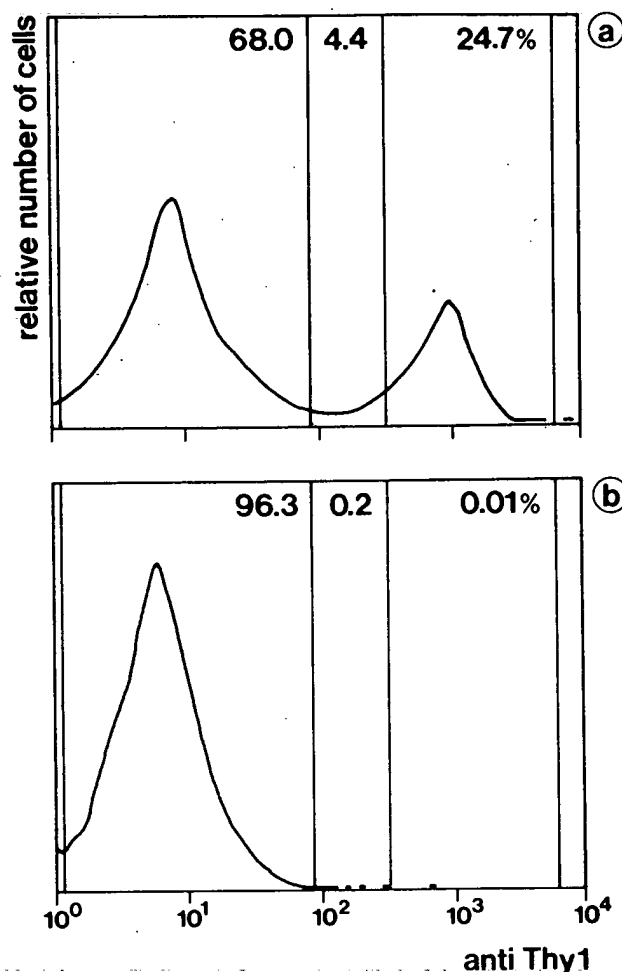 relative number of cells
68.0 4.4 24.7% a
96.3 0.2 0.01% b
10⁰ 10¹ 10² 10³ 10⁴
anti Thy1